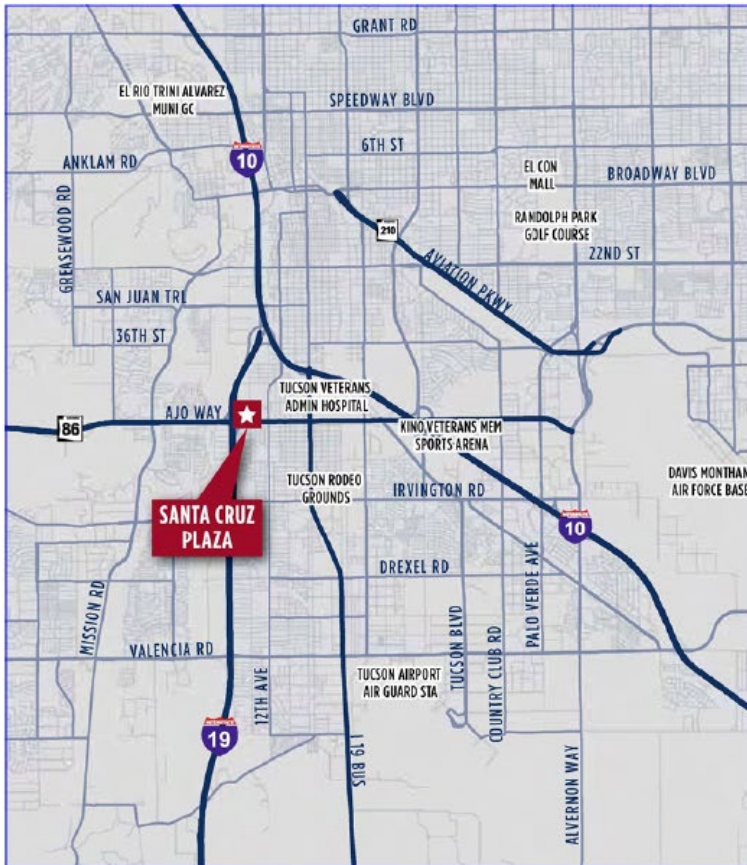 GRANT RD
EL RIO TRINI ALVAREZ
MUNI GC
SPEEDWAY BLVD
6TH ST
10
ANKLAM RD
EL CON
MALL
BROADWAY BLVD
GREASEWOOD RD
RANDOLPH PARK
GOLF COURSE
210
AVIATION PKWY
22ND ST
SAN JUAN TRL
36TH ST
TUCSON VETERANS
ADMIN HOSPITAL
AJO WAY
86
KINO VETERANS MEM
SPORTS ARENA
DAVIS MONTHAN
AIR FORCE BASE
TUCSON RODEO
GROUNDS
IRVINGTON RD
SANTA CRUZ
PLAZA
10
DREXEL RD
PALO VERDE AVE
MISSION RD
VALENCIA RD
12TH AVE
TUCSON BLVD
COUNTRY CLUB RD
TUCSON AIRPORT
AIR GUARD STA
19
I 19 BUS
ALVERNON WAY